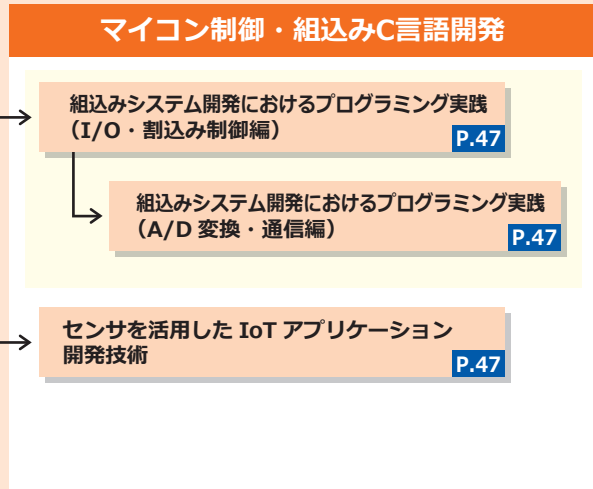 マイコン制御・組込みC言語開発
組込みシステム開発におけるプログラミング実践
（I/O・割込み制御編）
P.47
組込みシステム開発におけるプログラミング実践
（A/D 変換・通信編）
P.47
センサを活用した IoT アプリケーション
開発技術
P.47